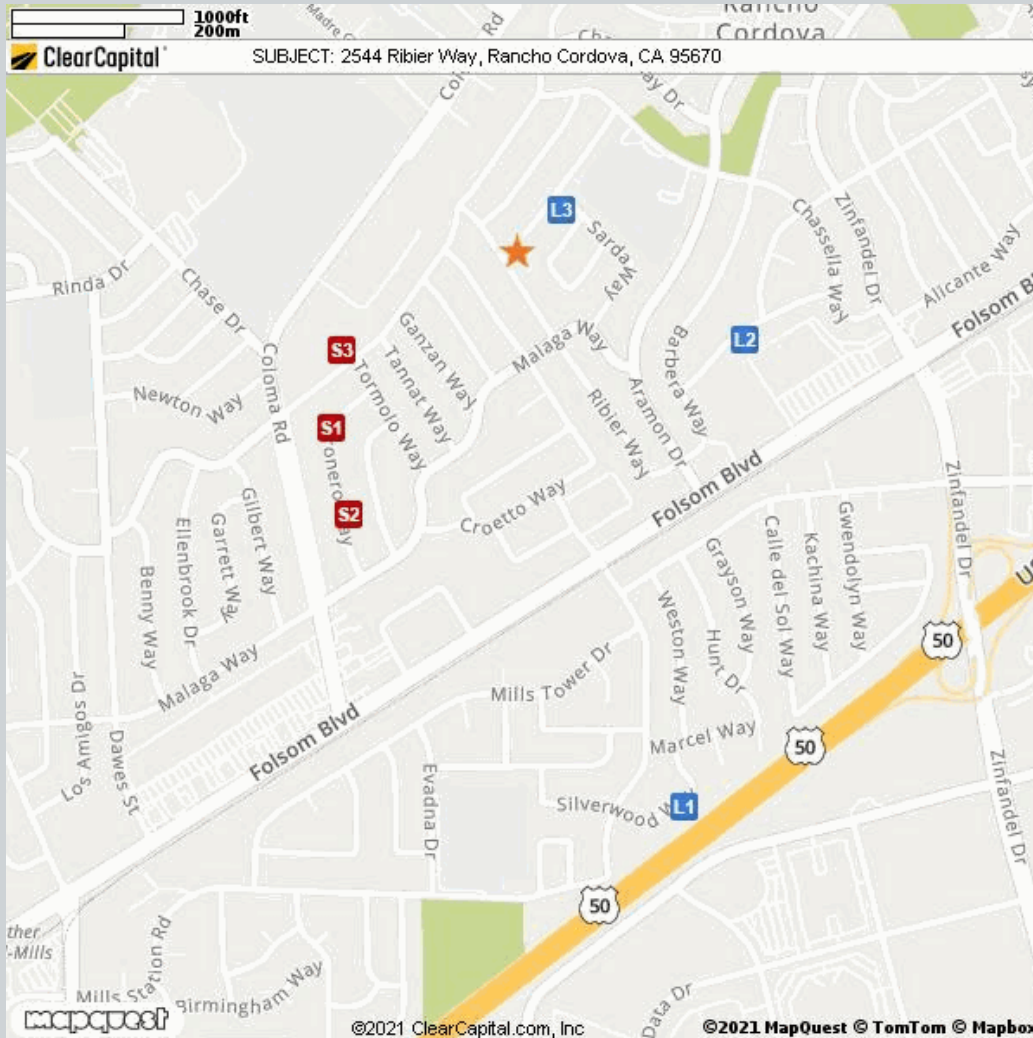 1000ft
200m
Rancho
Cordova
ClearCapital
SUBJECT: 2544 Ribier Way, Rancho Cordova, CA 95670
Madre
Rd
Rinda Dr
Chase Dr
Coloma Rd
Newton Way
L3
Sarda Way
Chassella Way
Zinfandel Dr
Alicante Way
Folsom
S3
Ganzan Way
Tannat Way
Tormolo Way
Malaga Way
Barbera Way
L2
S1
S2
Ribier Way
Aramon Dr
Croetto Way
Folsom Blvd
Gilbert Way
Garrett Way
Ellenbrook Dr
Benny Way
Malaga Way
Los Amigos Dr
Dawes St
Folsom Blvd
Mills Tower Dr
Evadna Dr
Weston Way
Hunt Dr
Grayson Way
Calle del Sol Way
Kachina Way
Gwendolyn Way
Zinfandel Dr
50
50
Marcel Way
Silverwood
L1
50
Zinfandel Dr
Mills Station Rd
Birmingham Way
Data Dr
mapquest
©2021 ClearCapital.com, Inc
©2021 MapQuest © TomTom © Mapbox